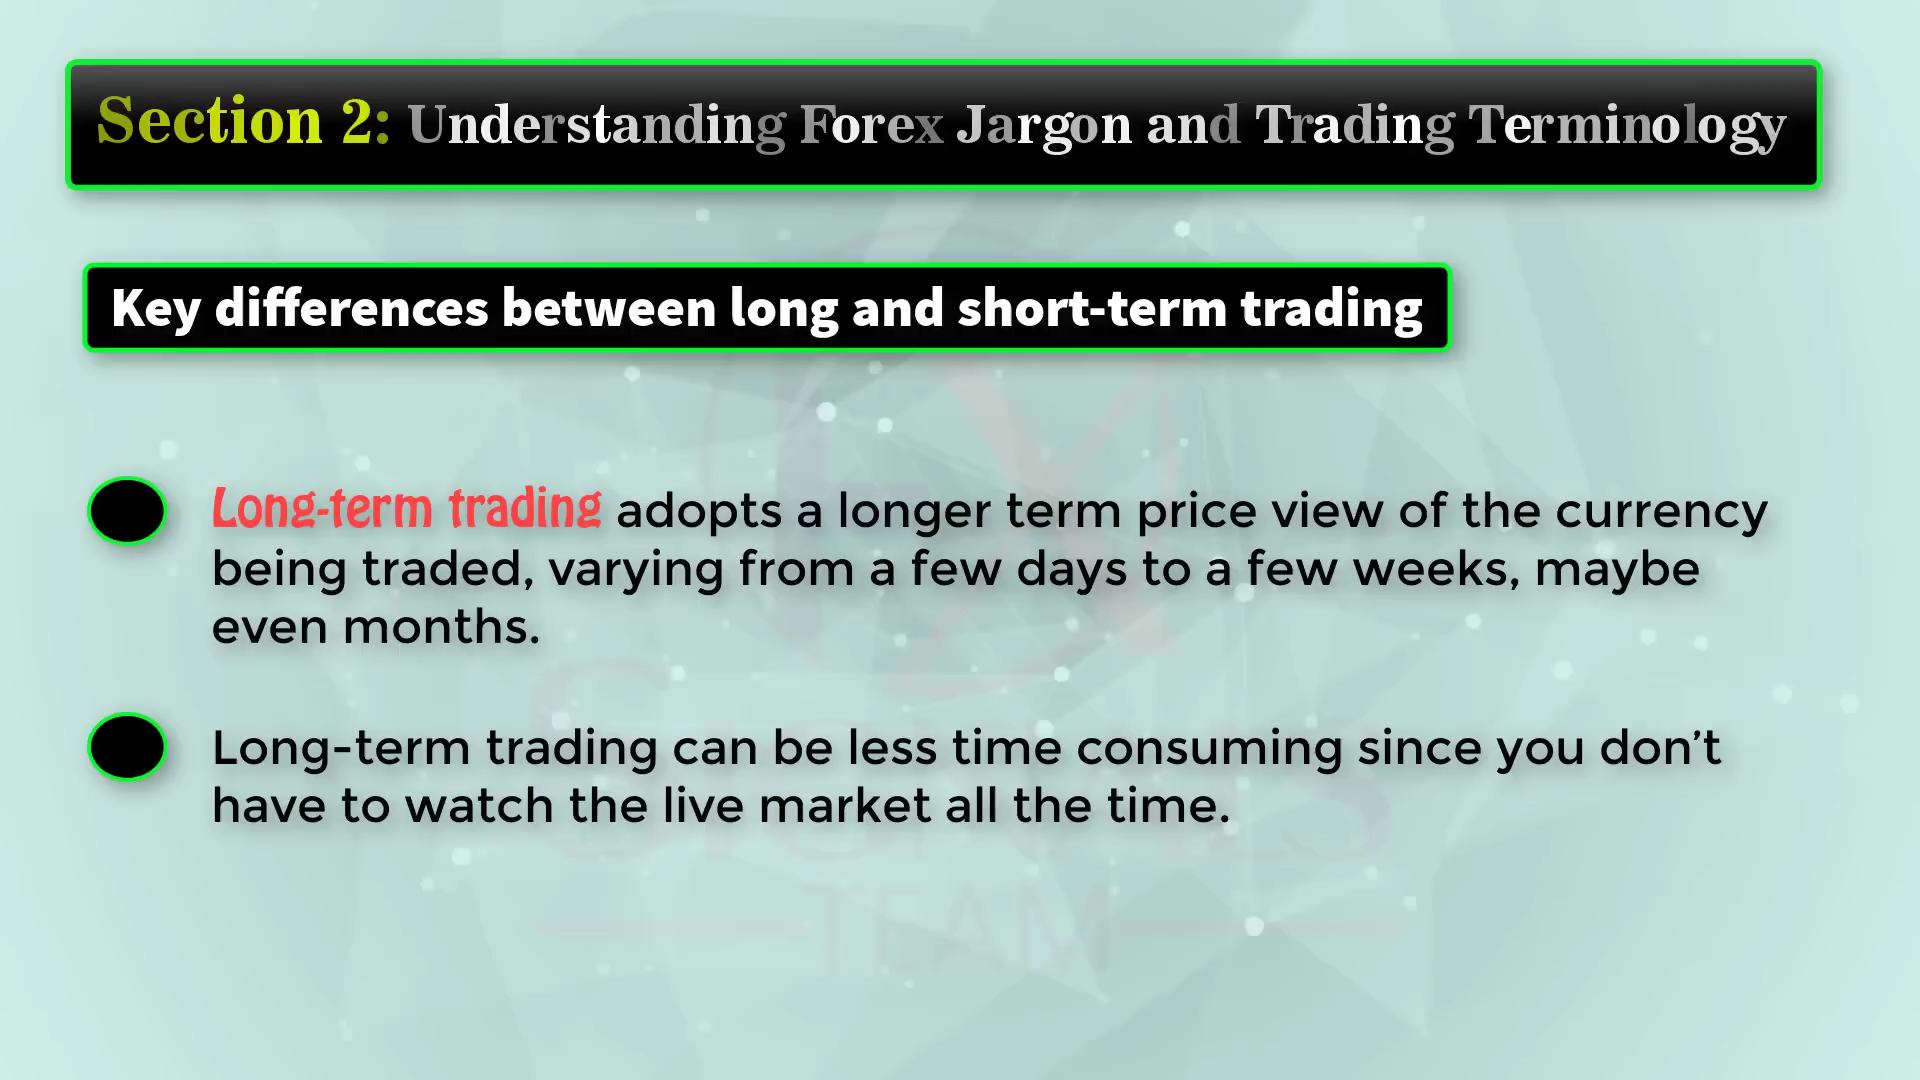 Section 2: Understanding Forex Jargon and Trading Terminology
Key differences between long and short-term trading
Long-term trading adopts a longer term price view of the currency
being traded, varying from a few days to a few weeks, maybe
even months.
Long-term trading can be less time consuming since you don’t
have to watch the live market all the time.
FX
SIGNALS
TEAM